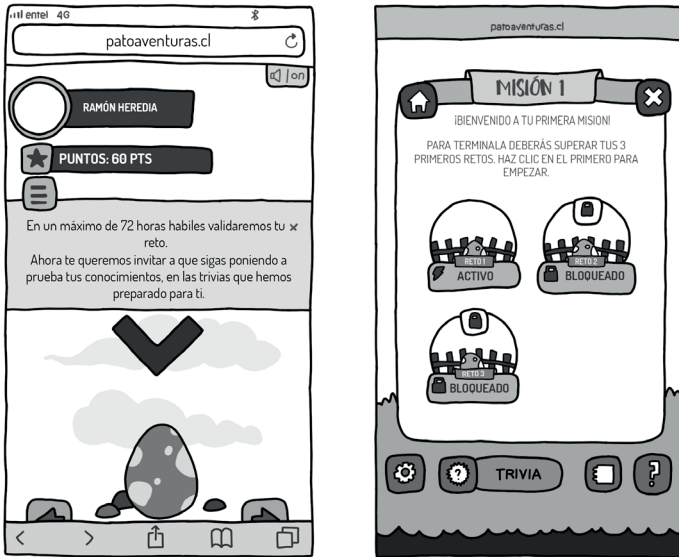 entel 4G
patoaventuras.cl
on
RAMÓN HEREDIA
PUNTOS: 60 PTS
En un máximo de 72 horas habiles validaremos tu
reto.
Ahora te queremos invitar a que sigas poniendo a
prueba tus conocimientos, en las trivias que hemos
preparado para ti.
patoaventuras.cl
MISIÓN 1
¡BIENVENIDO A TU PRIMERA MISION!
PARA TERMINALA DEBERÁS SUPERAR TUS 3
PRIMEROS RETOS. HAZ CLIC EN EL PRIMERO PARA
EMPEZAR.
RETO 1
ACTIVO
RETO 2
BLOQUEADO
RETO 3
BLOQUEADO
?
TRIVIA
?